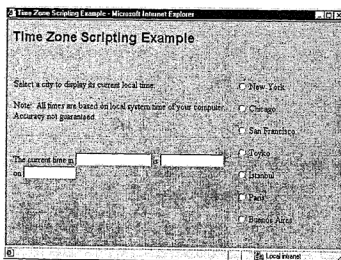 Time Zone Scripting Example - Microsoft Internet Explorer
Time Zone Scripting Example
Select a city to display its current local time.
Note: All times are based on local system time of your computer.
Accuracy not guaranteed.
The current time in is
on
New York
Chicago
San Francisco
Toyko
Istanbul
Paris
Buenos Aires
Local intranet